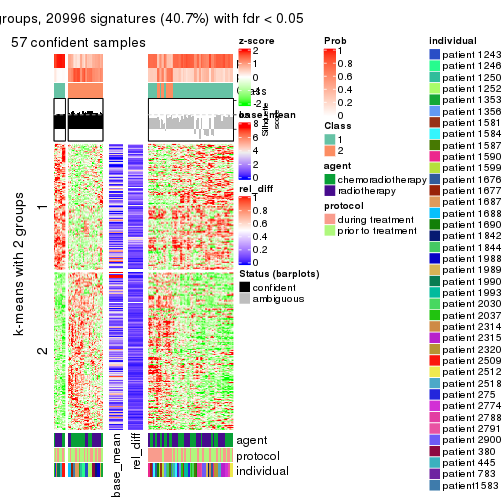 groups, 20996 signatures (40.7%) with fdr < 0.05
57 confident samples
k-means with 2 groups
1
2
base_mean
rel_diff
agent
protocol
individual
Silhouette
score
z-score
2
1
0
-1
-2
base_mean
8
6
4
2
0
rel_diff
1
0.8
0.6
0.4
0.2
0
Status (barplots)
confident
ambiguous
Prob
1
0.8
0.6
0.4
0.2
0
Class
1
2
agent
chemoradiotherapy
radiotherapy
protocol
during treatment
prior to treatment
individual
patient 1243
patient 1246
patient 1250
patient 1252
patient 1353
patient 1356
patient 1581
patient 1584
patient 1587
patient 1590
patient 1599
patient 1676
patient 1677
patient 1687
patient 1688
patient 1690
patient 1842
patient 1844
patient 1988
patient 1989
patient 1990
patient 1993
patient 2030
patient 2037
patient 2314
patient 2315
patient 2320
patient 2509
patient 2512
patient 2518
patient 275
patient 2774
patient 2788
patient 2791
patient 2900
patient 380
patient 445
patient 783
patient1583